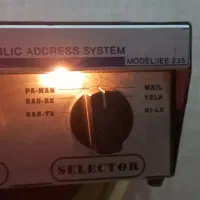 BLIC ADDRESS SYSTEM
MODEL:EE 235
PA-MAN WAIL
RAD-RX YELP
RAD-TX HI-LO
SELECTOR